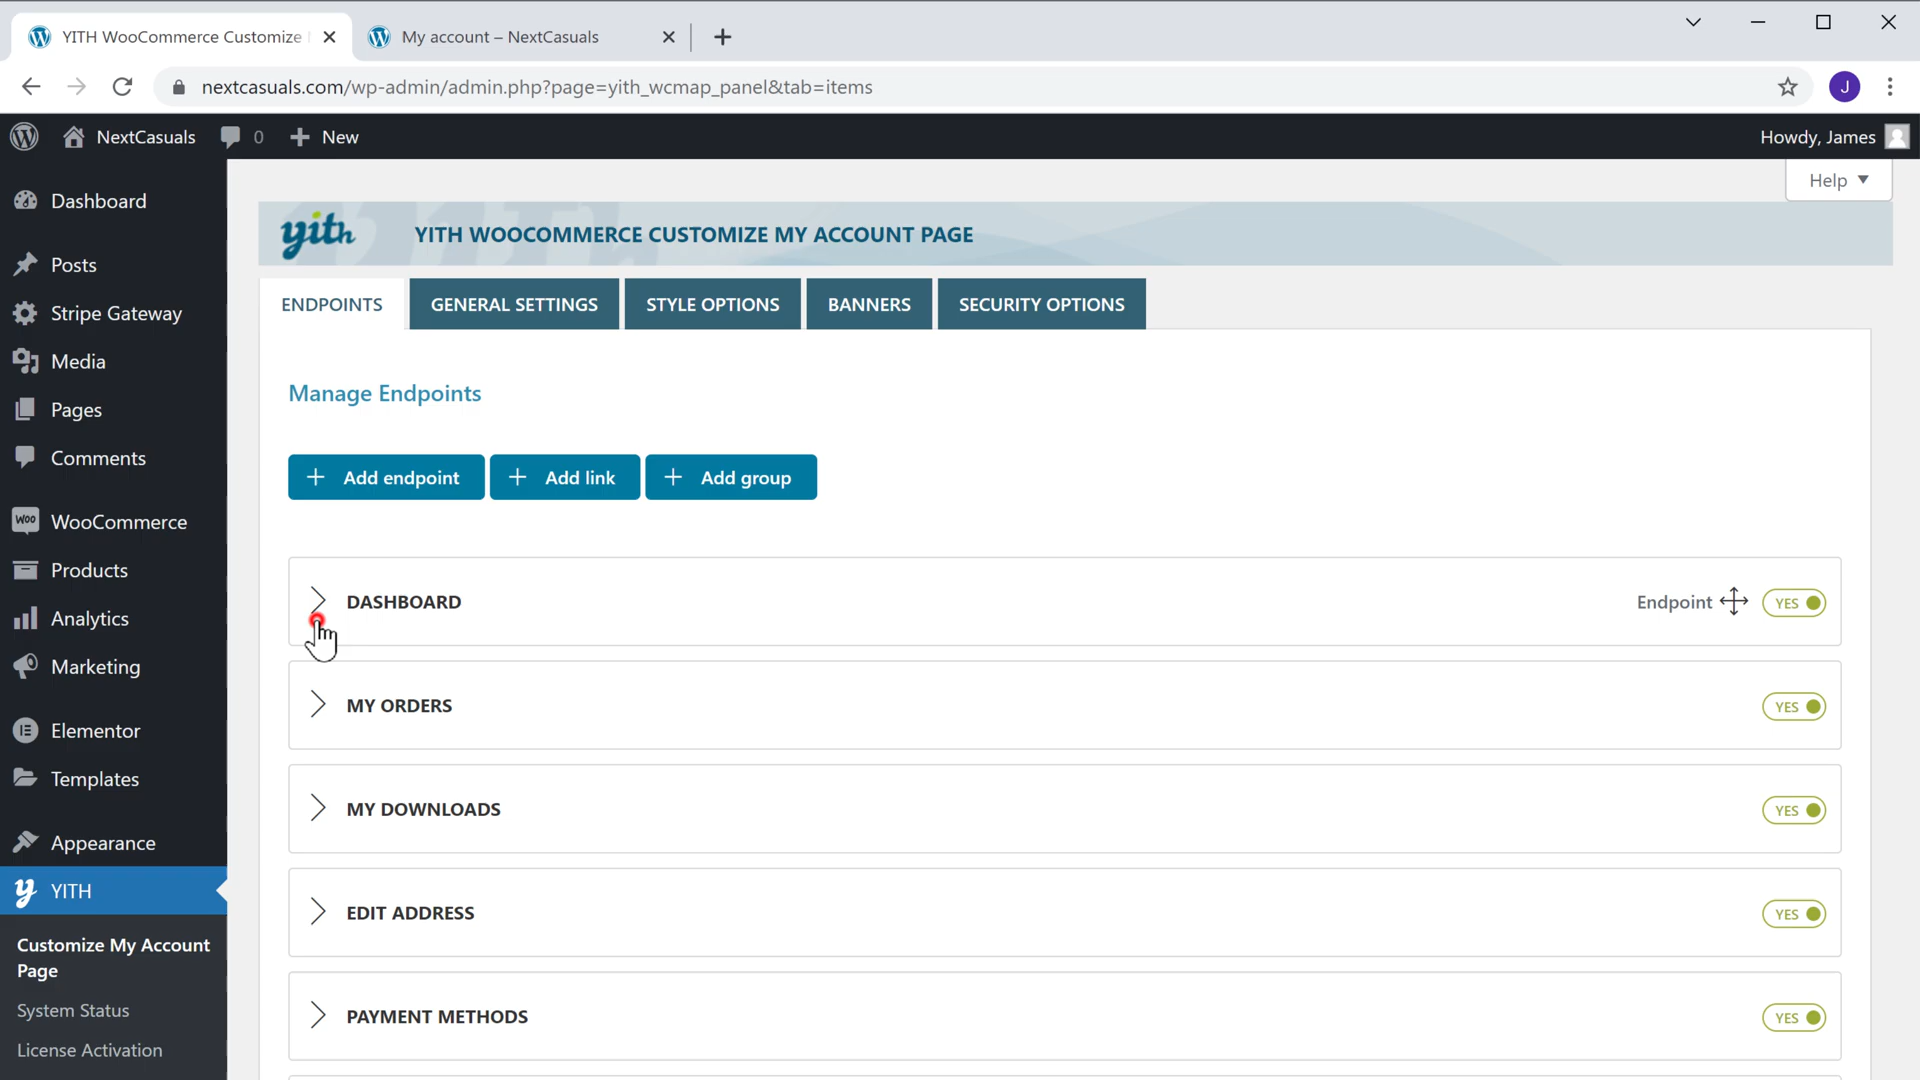 YITH WooCommerce Customize
My account – NextCasuals
nextcasuals.com/wp-admin/admin.php?page=yith_wcmap_panel&tab=items
J
NextCasuals
0
New
Howdy, James
Help
Dashboard
Posts
Stripe Gateway
Media
Pages
Comments
WooCommerce
Products
Analytics
Marketing
Elementor
Templates
Appearance
YITH
Customize My Account
Page
System Status
License Activation
yith
YITH WOOCOMMERCE CUSTOMIZE MY ACCOUNT PAGE
ENDPOINTS
GENERAL SETTINGS
STYLE OPTIONS
BANNERS
SECURITY OPTIONS
Manage Endpoints
Add endpoint
Add link
Add group
DASHBOARD
Endpoint
YES
MY ORDERS
YES
MY DOWNLOADS
YES
EDIT ADDRESS
YES
PAYMENT METHODS
YES